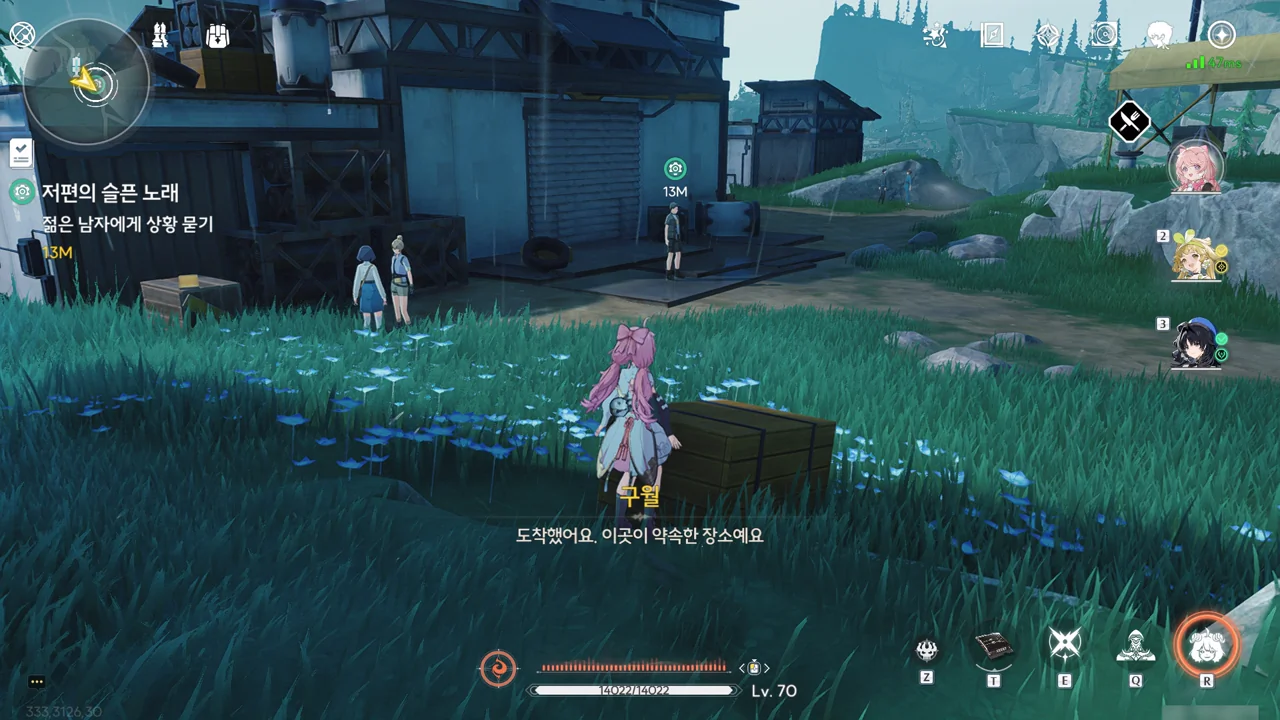 47ms
저편의 슬픈 노래
젊은 남자에게 상황 묻기
13M
13M
2
3
구월
도착했어요. 이곳이 약속한 장소예요
14022/14022
Lv. 70
Z
T
E
Q
R
333,3126,30